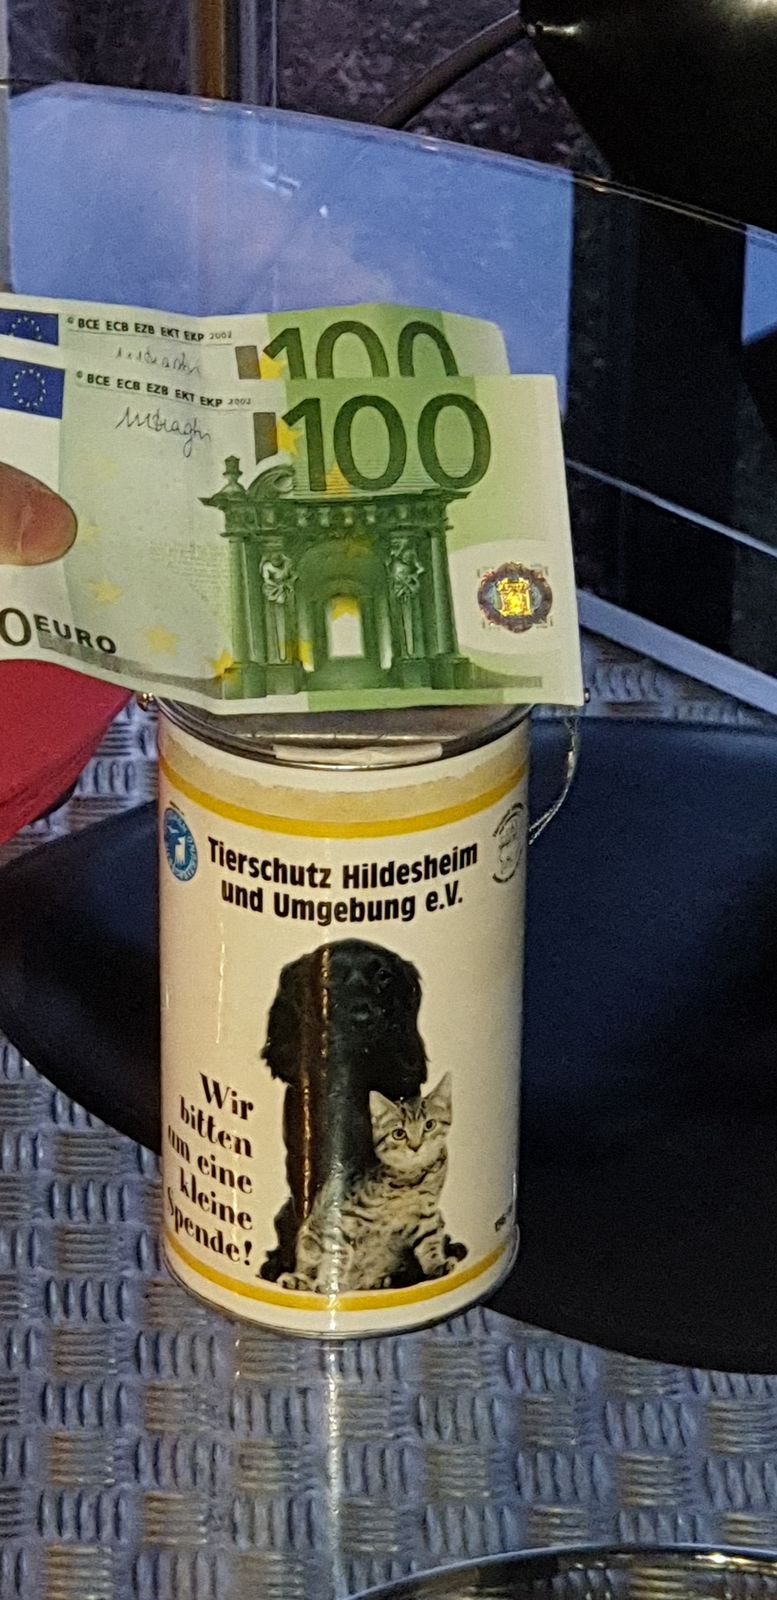 © BCE ECB EZB EKT EKP 2002
100
© BCE ECB EZB EKT EKP 2002
100
0 EURO
Tierschutz Hildesheim
und Umgebung e.V.
Wir
bitten
um eine
kleine
Spende!